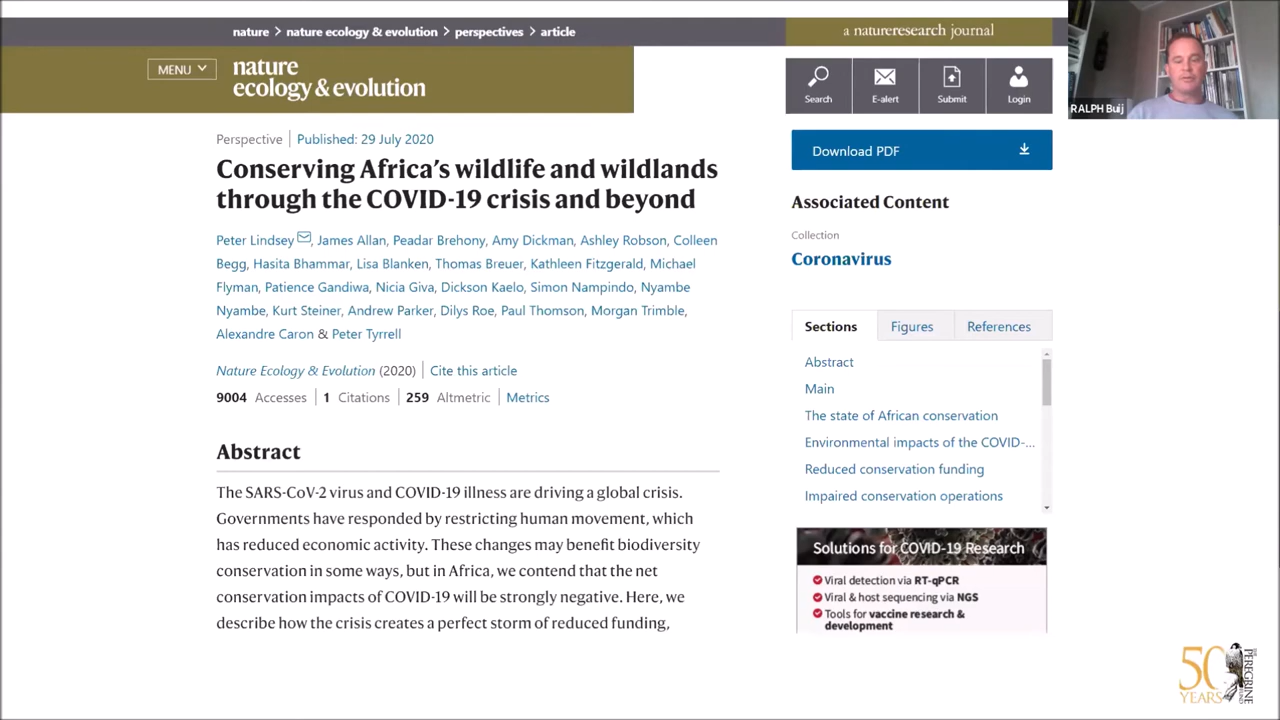 nature > nature ecology & evolution > perspectives > article
a natureresearch journal
MENU
nature
ecology & evolution
Search
E-alert
Submit
Login
RALPH Buij
Perspective | Published: 29 July 2020
Conserving Africa's wildlife and wildlands
through the COVID-19 crisis and beyond
Peter Lindsey, James Allan, Peadar Brehony, Amy Dickman, Ashley Robson, Colleen
Begg, Hasita Bhammar, Lisa Blanken, Thomas Breuer, Kathleen Fitzgerald, Michael
Flyman, Patience Gandiwa, Nicia Giva, Dickson Kaelo, Simon Nampindo, Nyambe
Nyambe, Kurt Steiner, Andrew Parker, Dilys Roe, Paul Thomson, Morgan Trimble,
Alexandre Caron & Peter Tyrrell
Nature Ecology & Evolution (2020) | Cite this article
9004 Accesses | 1 Citations | 259 Altmetric | Metrics
Abstract
The SARS-CoV-2 virus and COVID-19 illness are driving a global crisis.
Governments have responded by restricting human movement, which
has reduced economic activity. These changes may benefit biodiversity
conservation in some ways, but in Africa, we contend that the net
conservation impacts of COVID-19 will be strongly negative. Here, we
describe how the crisis creates a perfect storm of reduced funding,
Download PDF
Associated Content
Collection
Coronavirus
Sections
Figures
References
Abstract
Main
The state of African conservation
Environmental impacts of the COVID-...
Reduced conservation funding
Impaired conservation operations
Solutions for COVID-19 Research
Viral detection via RT-qPCR
Viral & host sequencing via NGS
Tools for vaccine research &
development
50
YEARS
THE
PEREGRINE
FUND